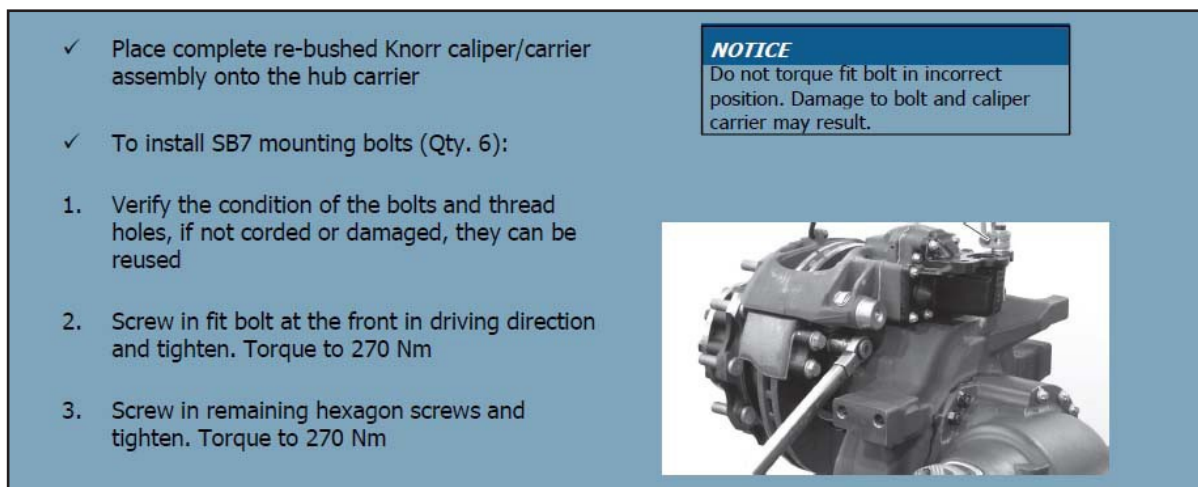 ✓ Place complete re-bushed Knorr caliper/carrier
assembly onto the hub carrier
✓ To install SB7 mounting bolts (Qty. 6):
1. Verify the condition of the bolts and thread
holes, if not corded or damaged, they can be
reused
2. Screw in fit bolt at the front in driving direction
and tighten. Torque to 270 Nm
3. Screw in remaining hexagon screws and
tighten. Torque to 270 Nm
NOTICE
Do not torque fit bolt in incorrect
position. Damage to bolt and caliper
carrier may result.